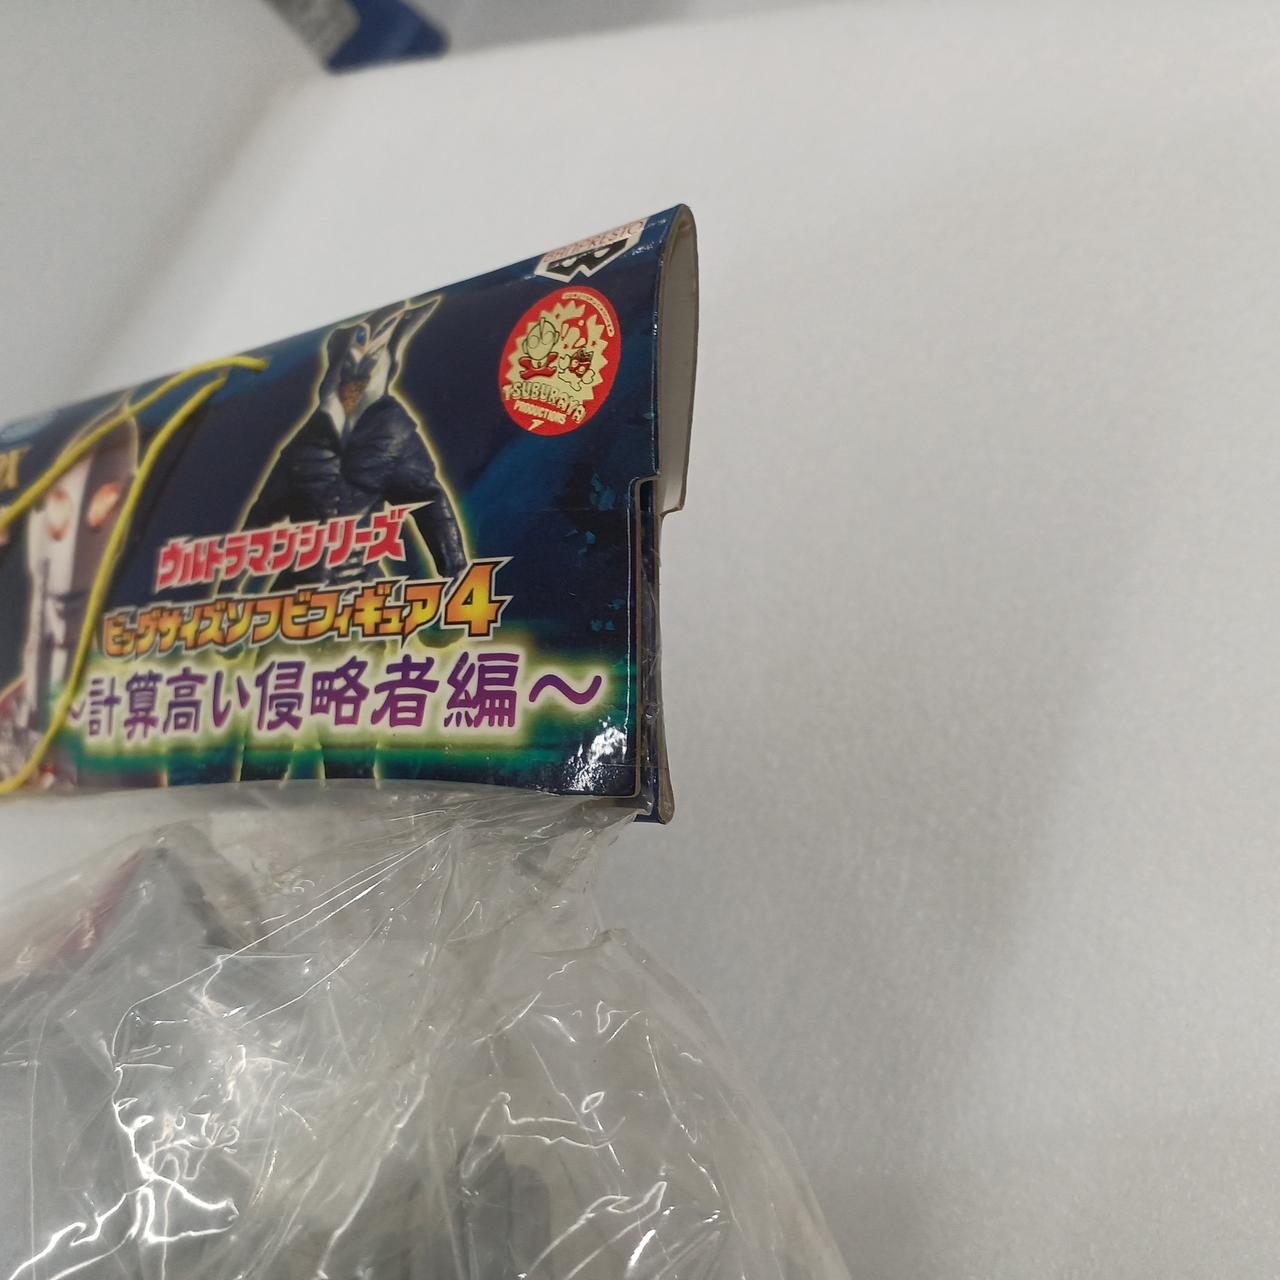 BANPRESTO
TSUBURAYA
PRODUCTIONS
ウルトラマンシリーズ
ビッグサイズソフビフィギュア4
~計算高い侵略者編~